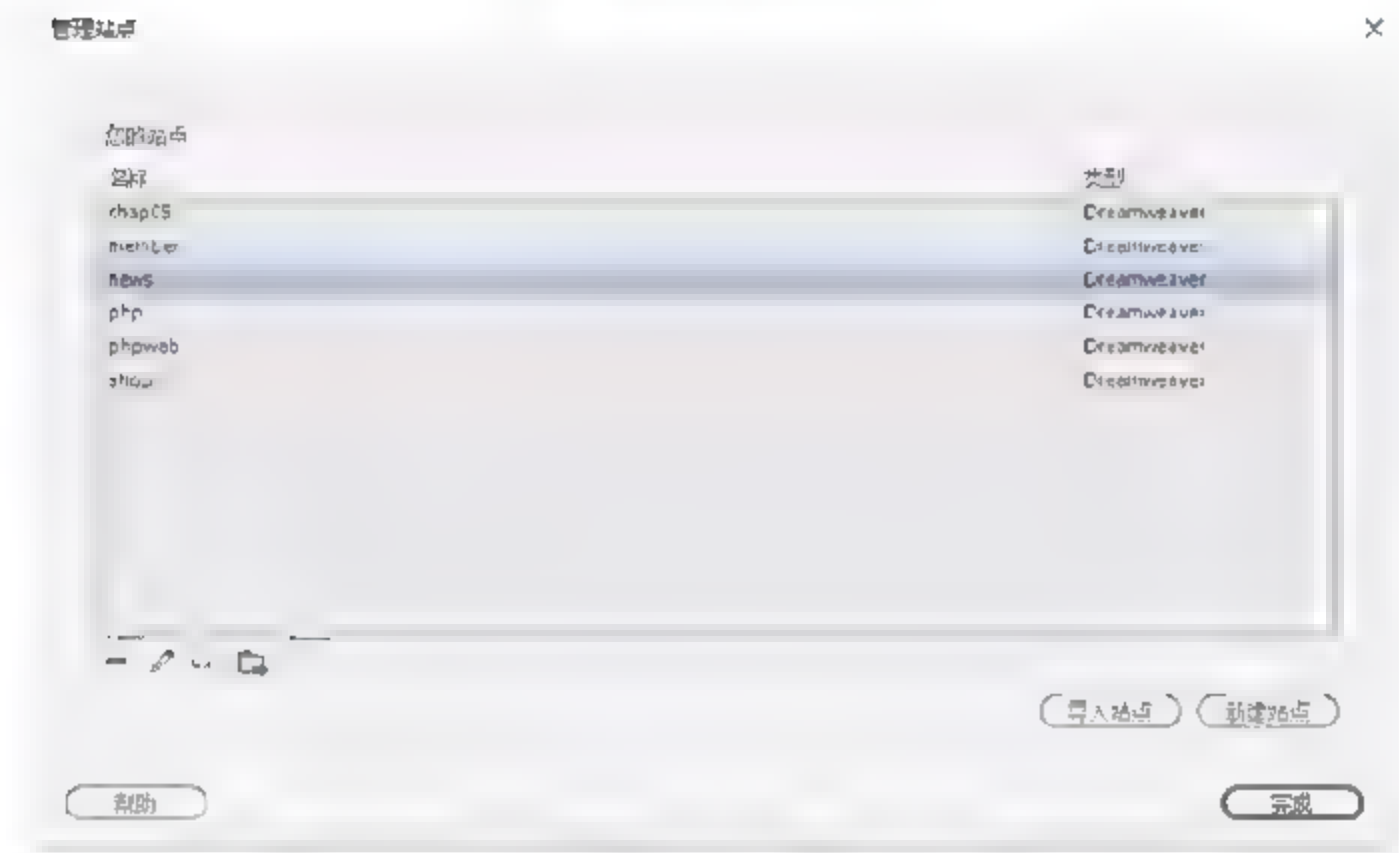 管理站点
您的站点
名称 类型
chap05 Dreamweaver
member Dreamweaver
news Dreamweaver
php Dreamweaver
phpweb Dreamweaver
shop Dreamweaver
导入站点 新建站点
帮助 完成